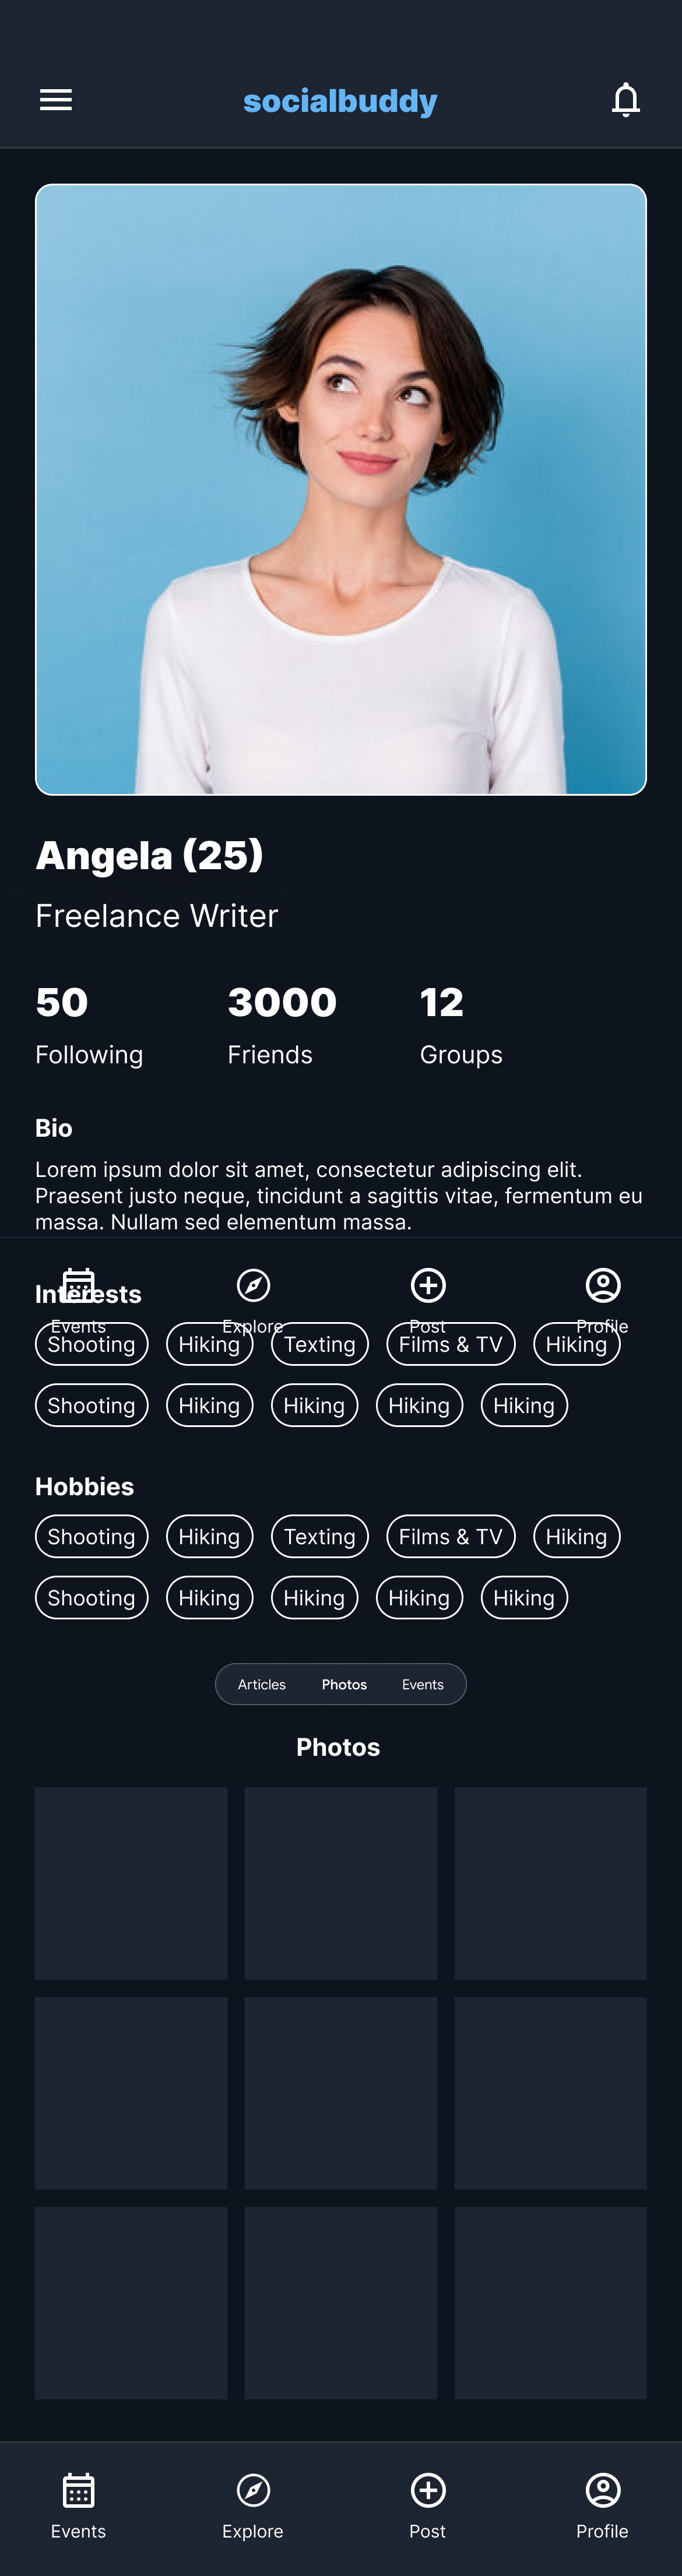 socialbuddy
Angela (25)
Freelance Writer
50 3000 12
Following Friends Groups
Bio
Lorem ipsum dolor sit amet, consectetur adipiscing elit.
Praesent justo neque, tincidunt a sagittis vitae, fermentum eu
massa. Nullam sed elementum massa.
Interests
Events Explore Post Profile
Shooting Hiking Texting Films & TV Hiking
Shooting Hiking Hiking Hiking Hiking
Hobbies
Shooting Hiking Texting Films & TV Hiking
Shooting Hiking Hiking Hiking Hiking
Articles Photos Events
Photos
Events Explore Post Profile